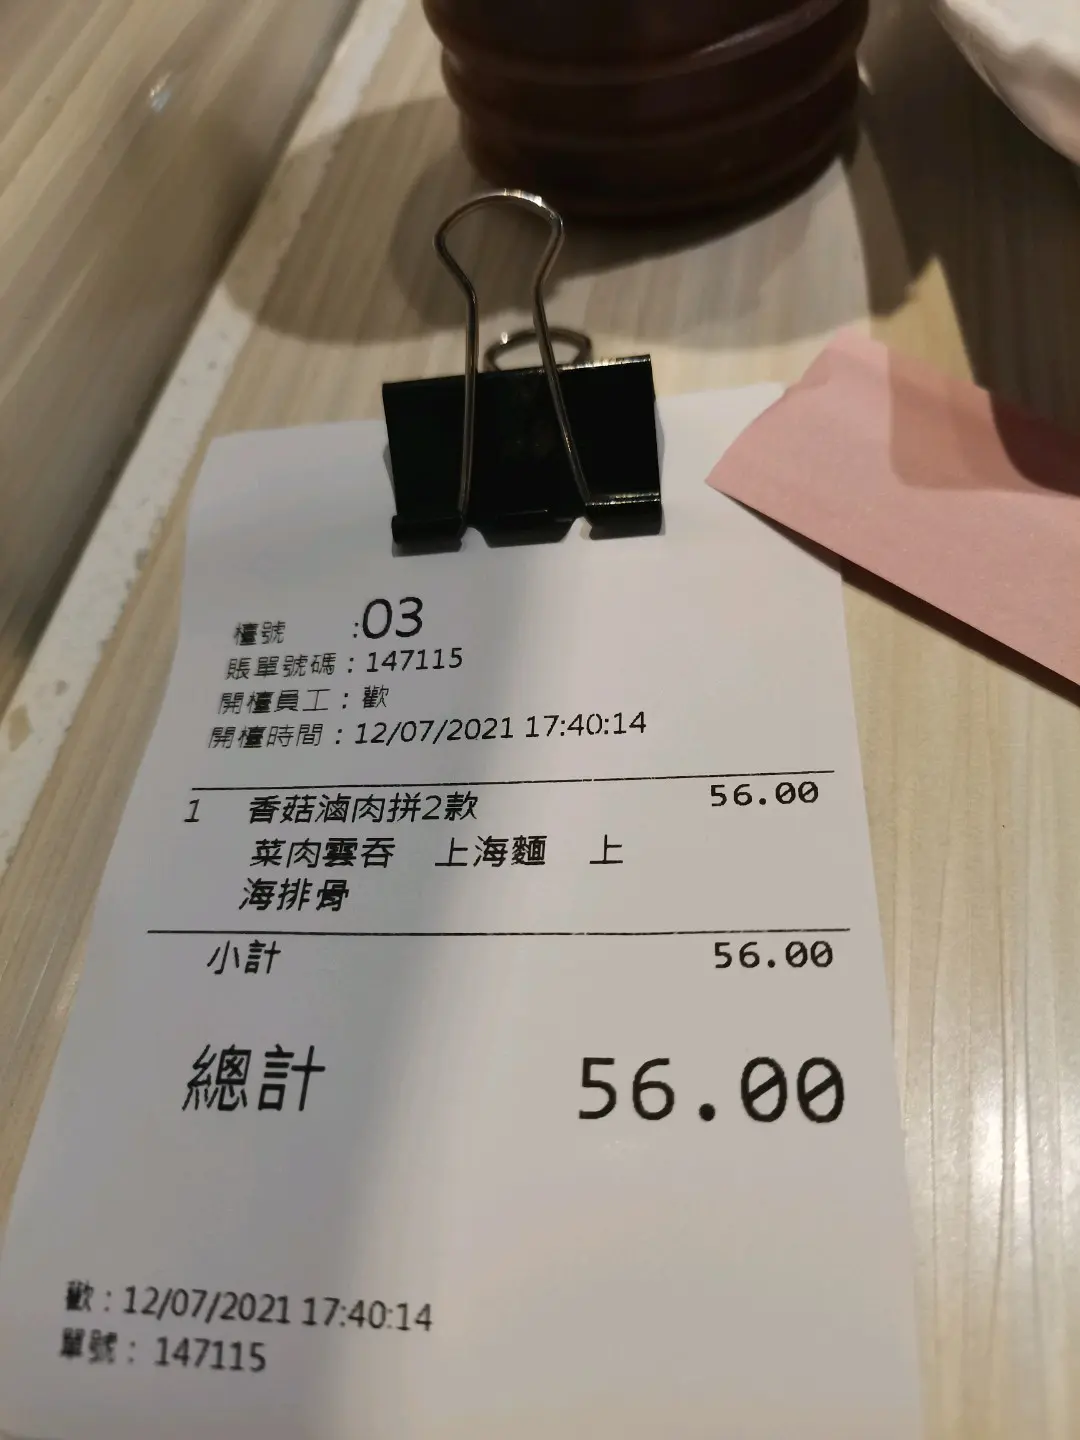 檯號 :03
賬單號碼：147115
開檯員工：歡
開檯時間：12/07/2021 17:40:14
1 香菇滷肉拼2款 56.00
菜肉雲吞 上海麵 上
海排骨
小計 56.00
總計 56.00
歡：12/07/2021 17:40:14
單號： 147115